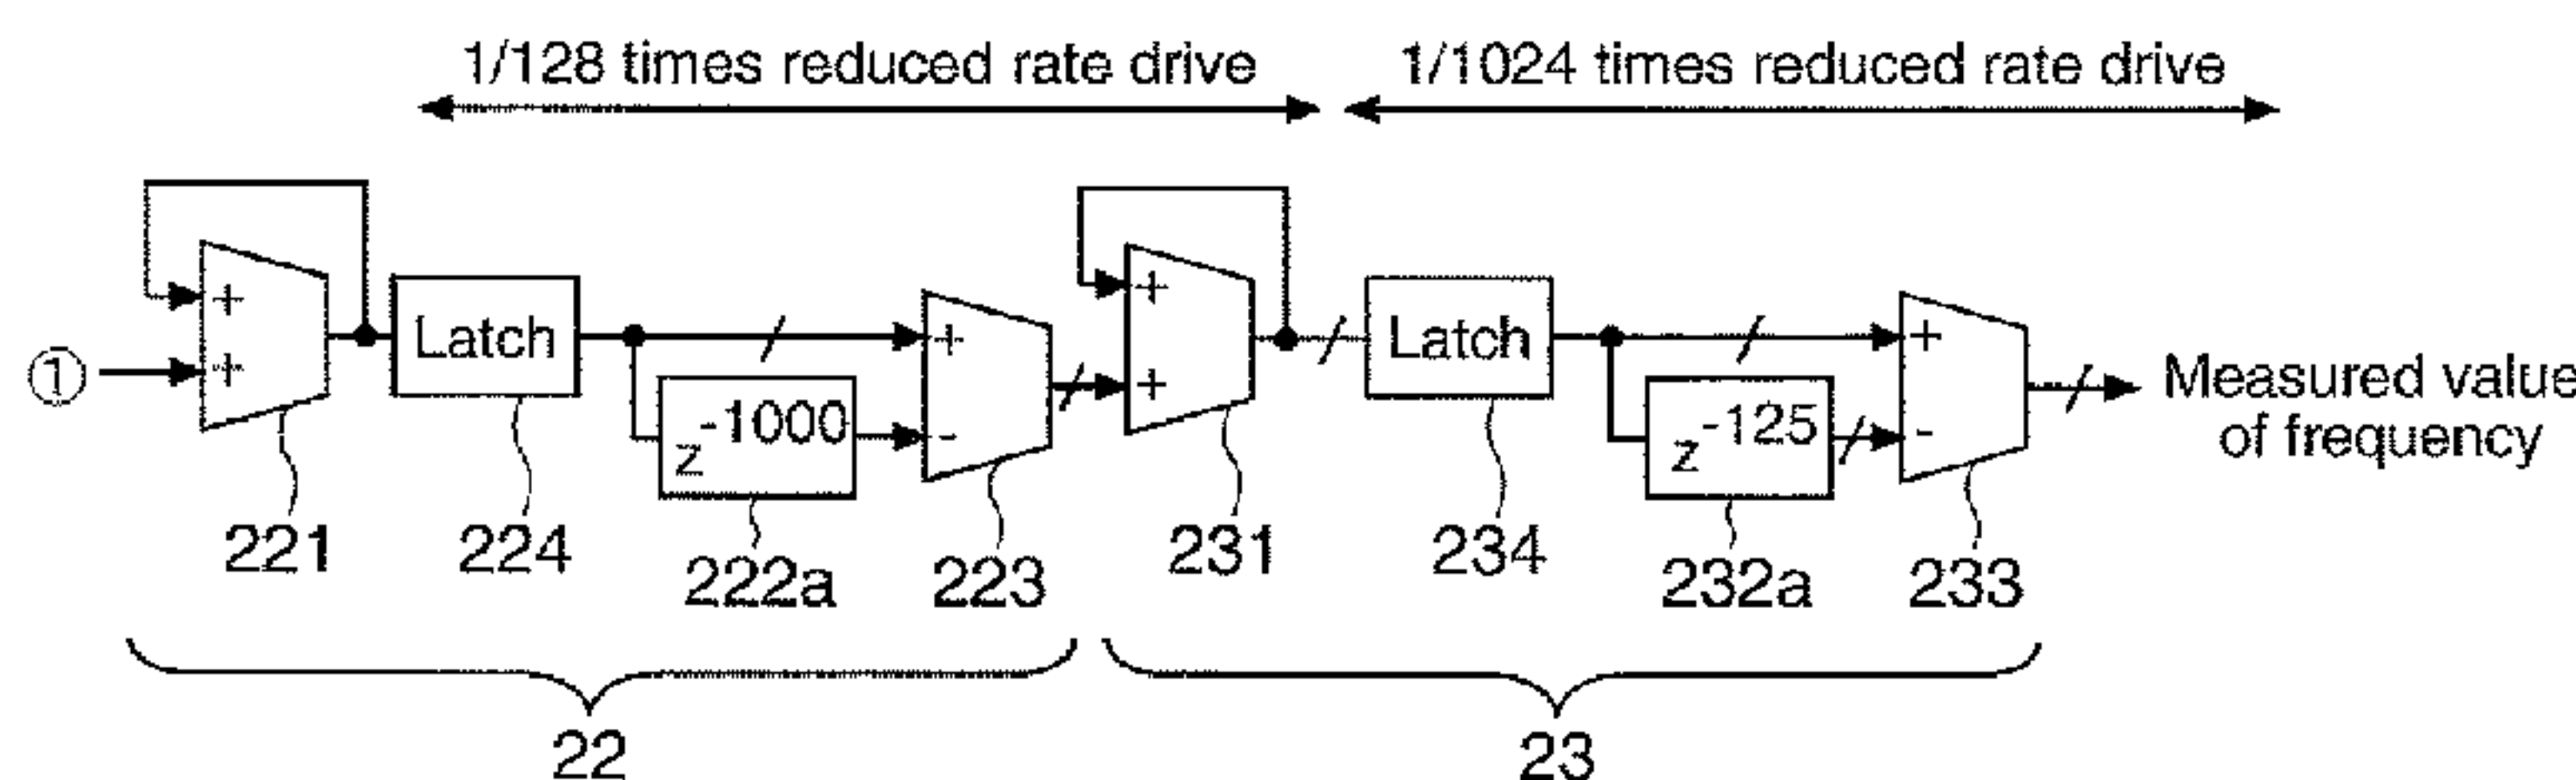 1/128 times reduced rate drive
1/1024 times reduced rate drive
① + + Latch z-1000 + - + + Latch z-125 + - Measured value
of frequency
221 224 222a 223 231 234 232a 233
22 23